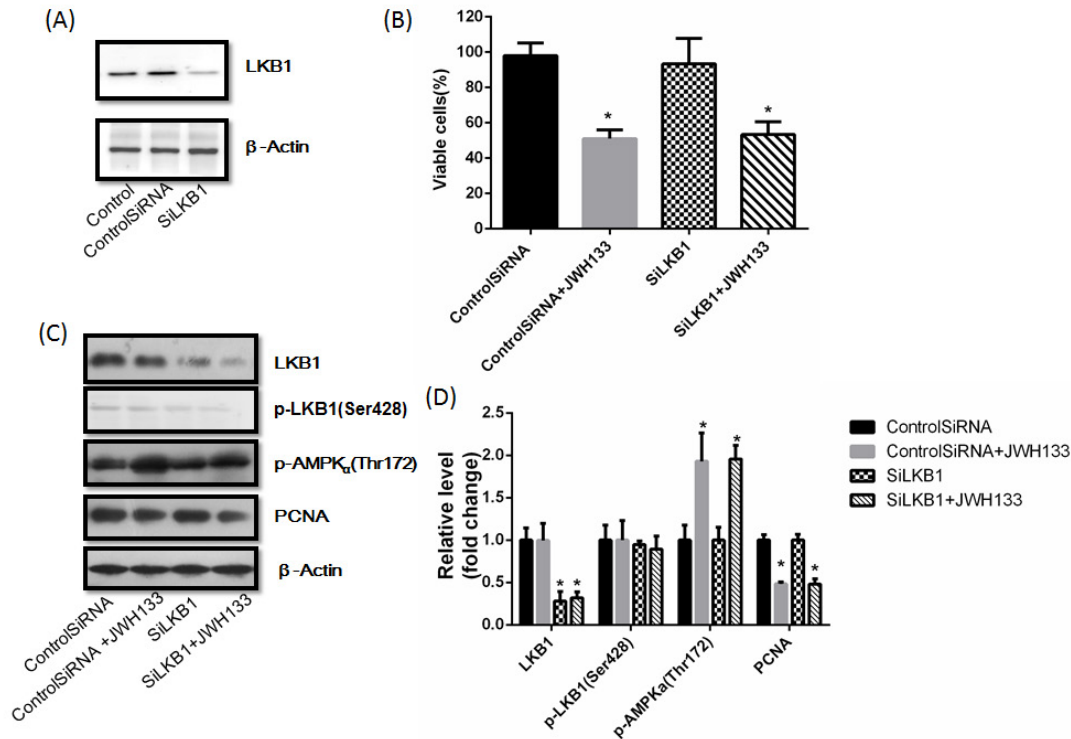 (A)
LKB1
β-Actin
Control
ControlSiRNA
SiLKB1
(B)
Viable cells(%)
120
100
80
60
40
20
0
*
*
ControlSiRNA
ControlSiRNA+JWH133
SiLKB1
SiLKB1+JWH133
(C)
LKB1
p-LKB1(Ser428)
p-AMPKα(Thr172)
PCNA
β-Actin
ControlSiRNA
ControlSiRNA +JWH133
SiLKB1
SiLKB1+JWH133
(D)
Relative level
(fold change)
2.5
2.0
1.5
1.0
0.5
0.0
* *
* *
* *
LKB1
p-LKB1(Ser428)
p-AMPKa(Thr172)
PCNA
ControlSiRNA
ControlSiRNA+JWH133
SiLKB1
SiLKB1+JWH133